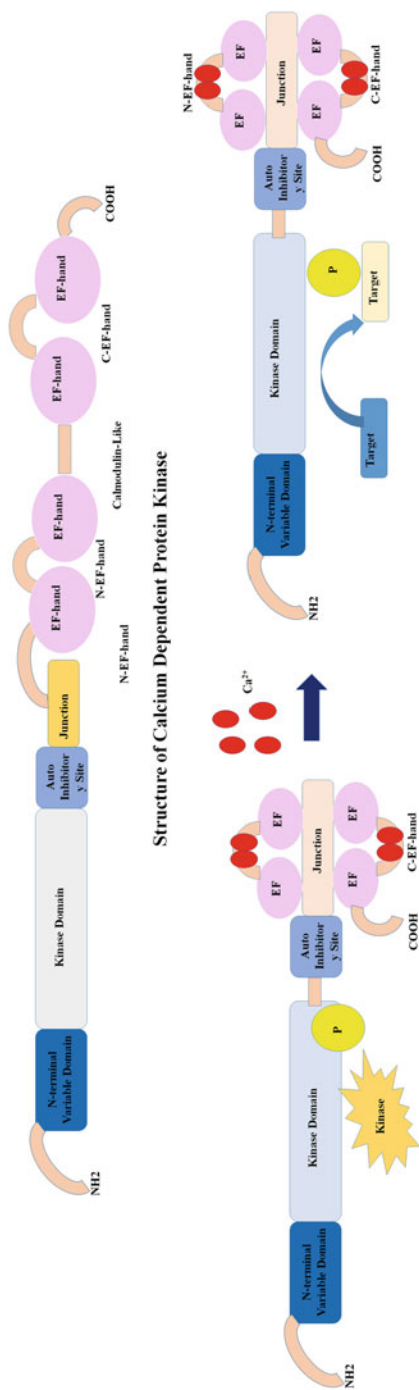 NH2
N-terminal
Variable Domain
Kinase Domain
Auto
Inhibitor
y Site
Junction
EF-hand
EF-hand
EF-hand
EF-hand
N-EF-hand
N-EF-hand
Calmodulin-Like
C-EF-hand
COOH
Structure of Calcium Dependent Protein Kinase
NH2
N-terminal
Variable Domain
Kinase Domain
P
Kinase
Auto
Inhibitor
y Site
Junction
EF
EF
EF
EF
C-EF-hand
COOH
Ca2+
NH2
N-terminal
Variable Domain
Kinase Domain
P
Target
Target
Auto
Inhibitor
y Site
Junction
N-EF-hand
EF
EF
EF
EF
C-EF-hand
COOH